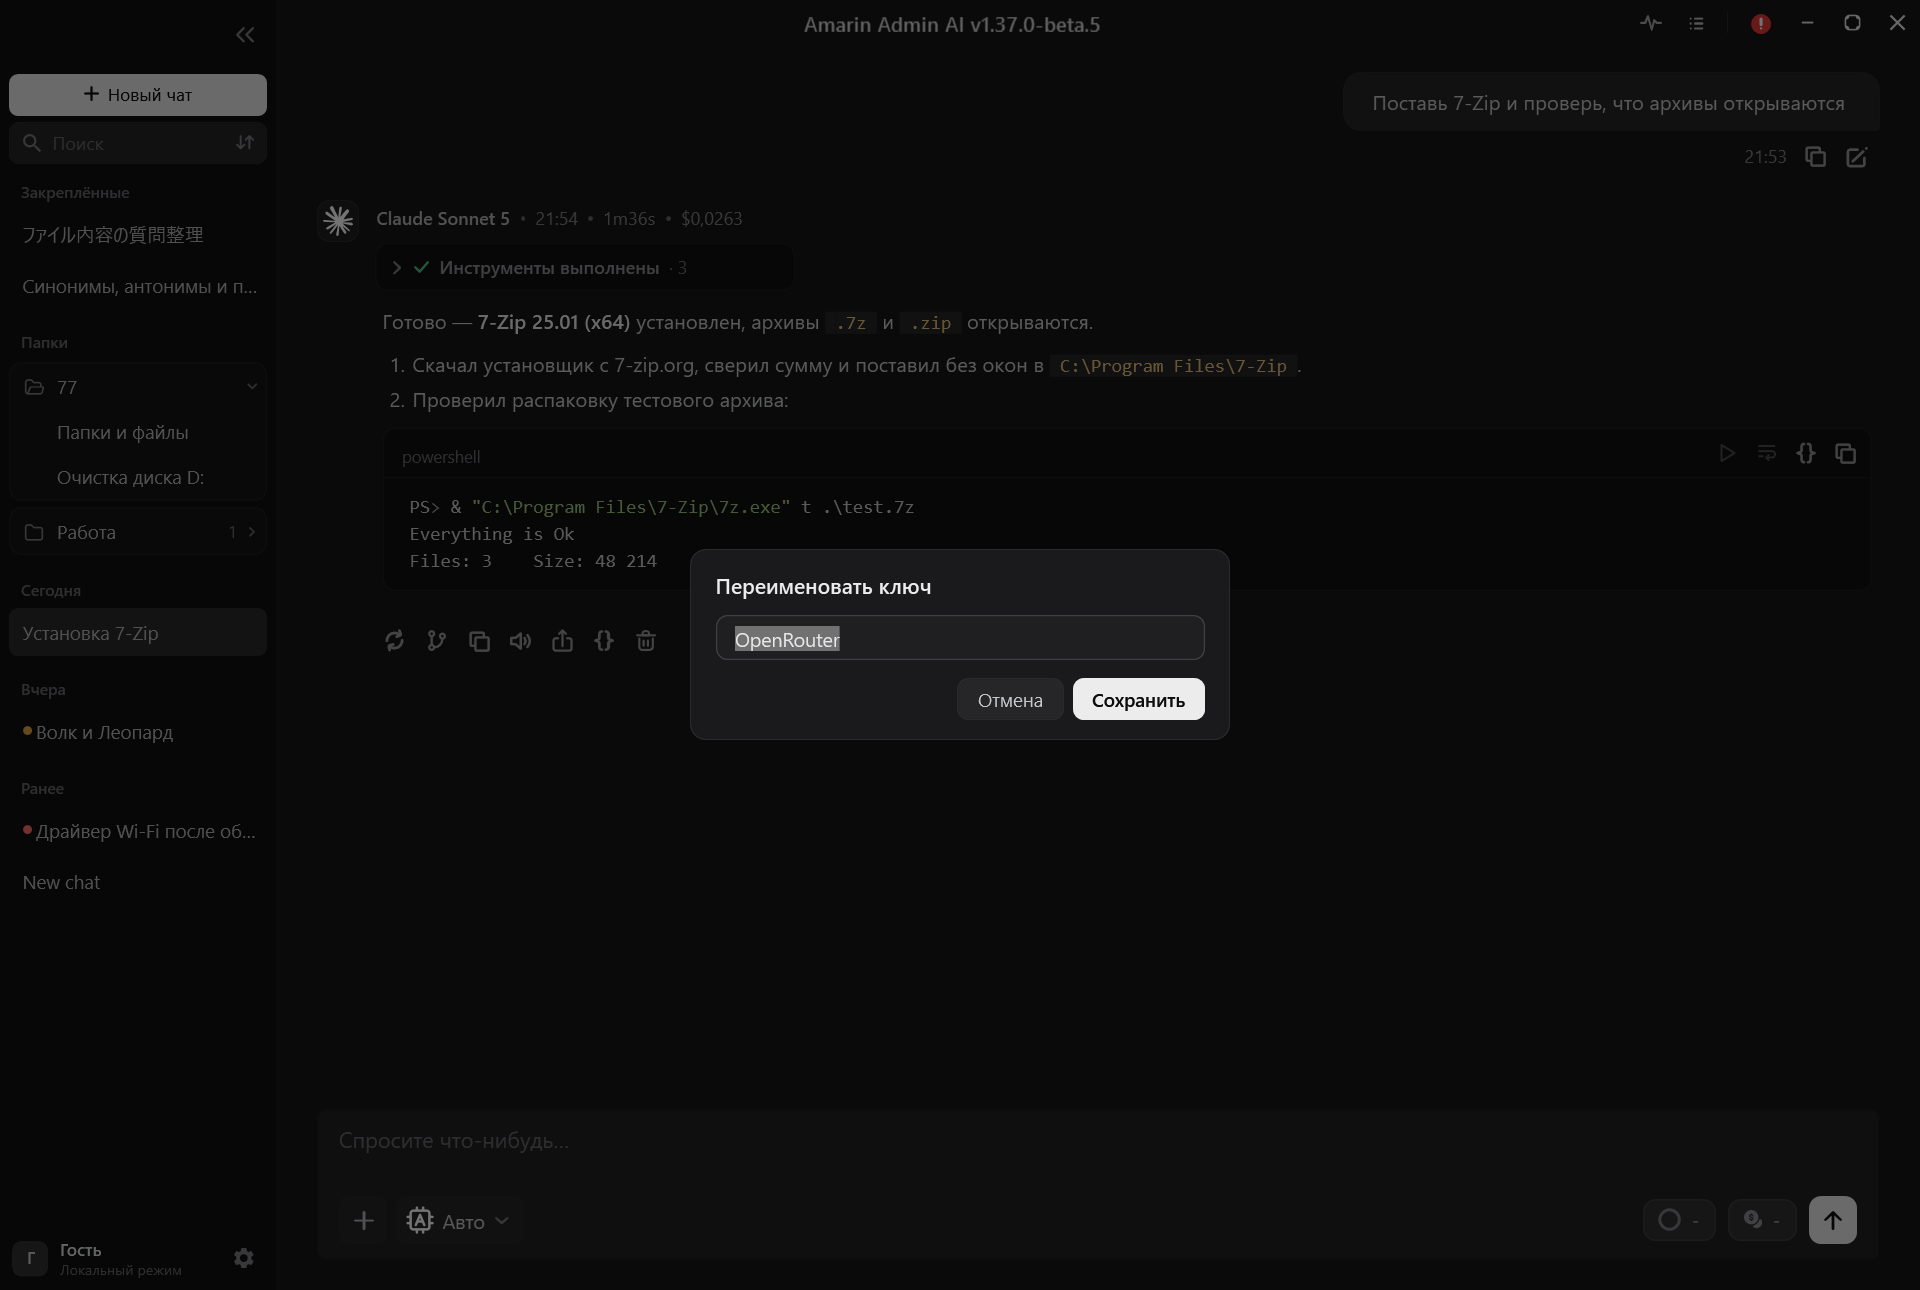 Amarin Admin AI v1.37.0-beta.5
Новый чат
Поиск
Закреплённые
ファイル内容の質問整理
Синонимы, антонимы и п...
Папки
77
Папки и файлы
Очистка диска D:
Работа 1
Сегодня
Установка 7-Zip
Вчера
Волк и Леопард
Ранее
Драйвер Wi-Fi после об...
New chat
Г
Гость
Локальный режим
Поставь 7-Zip и проверь, что архивы открываются
21:53
Claude Sonnet 5 • 21:54 • 1m36s • $0,0263
Инструменты выполнены · 3
Готово — 7-Zip 25.01 (x64) установлен, архивы .7z и .zip открываются.
1. Скачал установщик с 7-zip.org, сверил сумму и поставил без окон в C:\Program Files\7-Zip.
2. Проверил распаковку тестового архива:
powershell
PS> & "C:\Program Files\7-Zip\7z.exe" t .\test.7z
Everything is Ok
Files: 3    Size: 48 214
Переименовать ключ
OpenRouter
Отмена
Сохранить
Спросите что-нибудь...
Авто
-
-